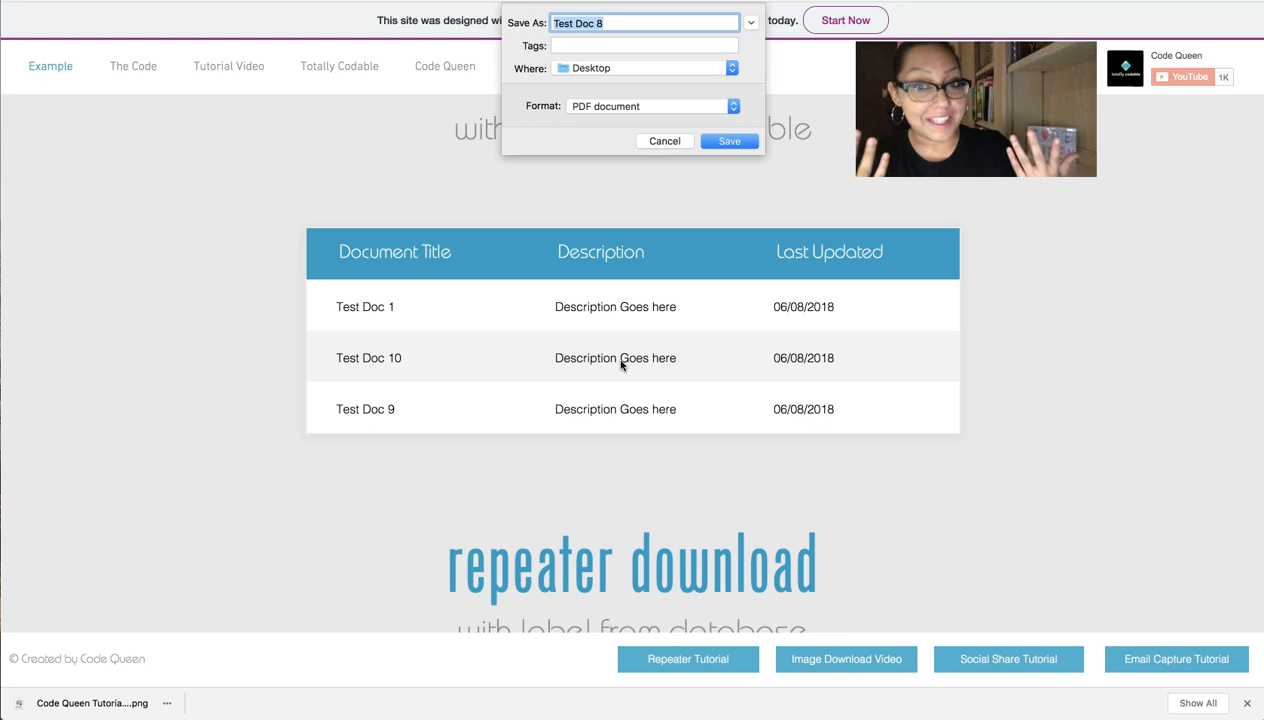 This site was designed wi
today.
Start Now
Save As: Test Doc 8
Tags:
Where: Desktop
Format: PDF document
Cancel
Save
Example
The Code
Tutorial Video
Totally Codable
Code Queen
Code Queen
YouTube 1K
totally codable
with
ble
Document Title Description Last Updated
Test Doc 1 Description Goes here 06/08/2018
Test Doc 10 Description Goes here 06/08/2018
Test Doc 9 Description Goes here 06/08/2018
repeater download
with label from database
© Created by Code Queen
Repeater Tutorial
Image Download Video
Social Share Tutorial
Email Capture Tutorial
Code Queen Tutoria....png
Show All